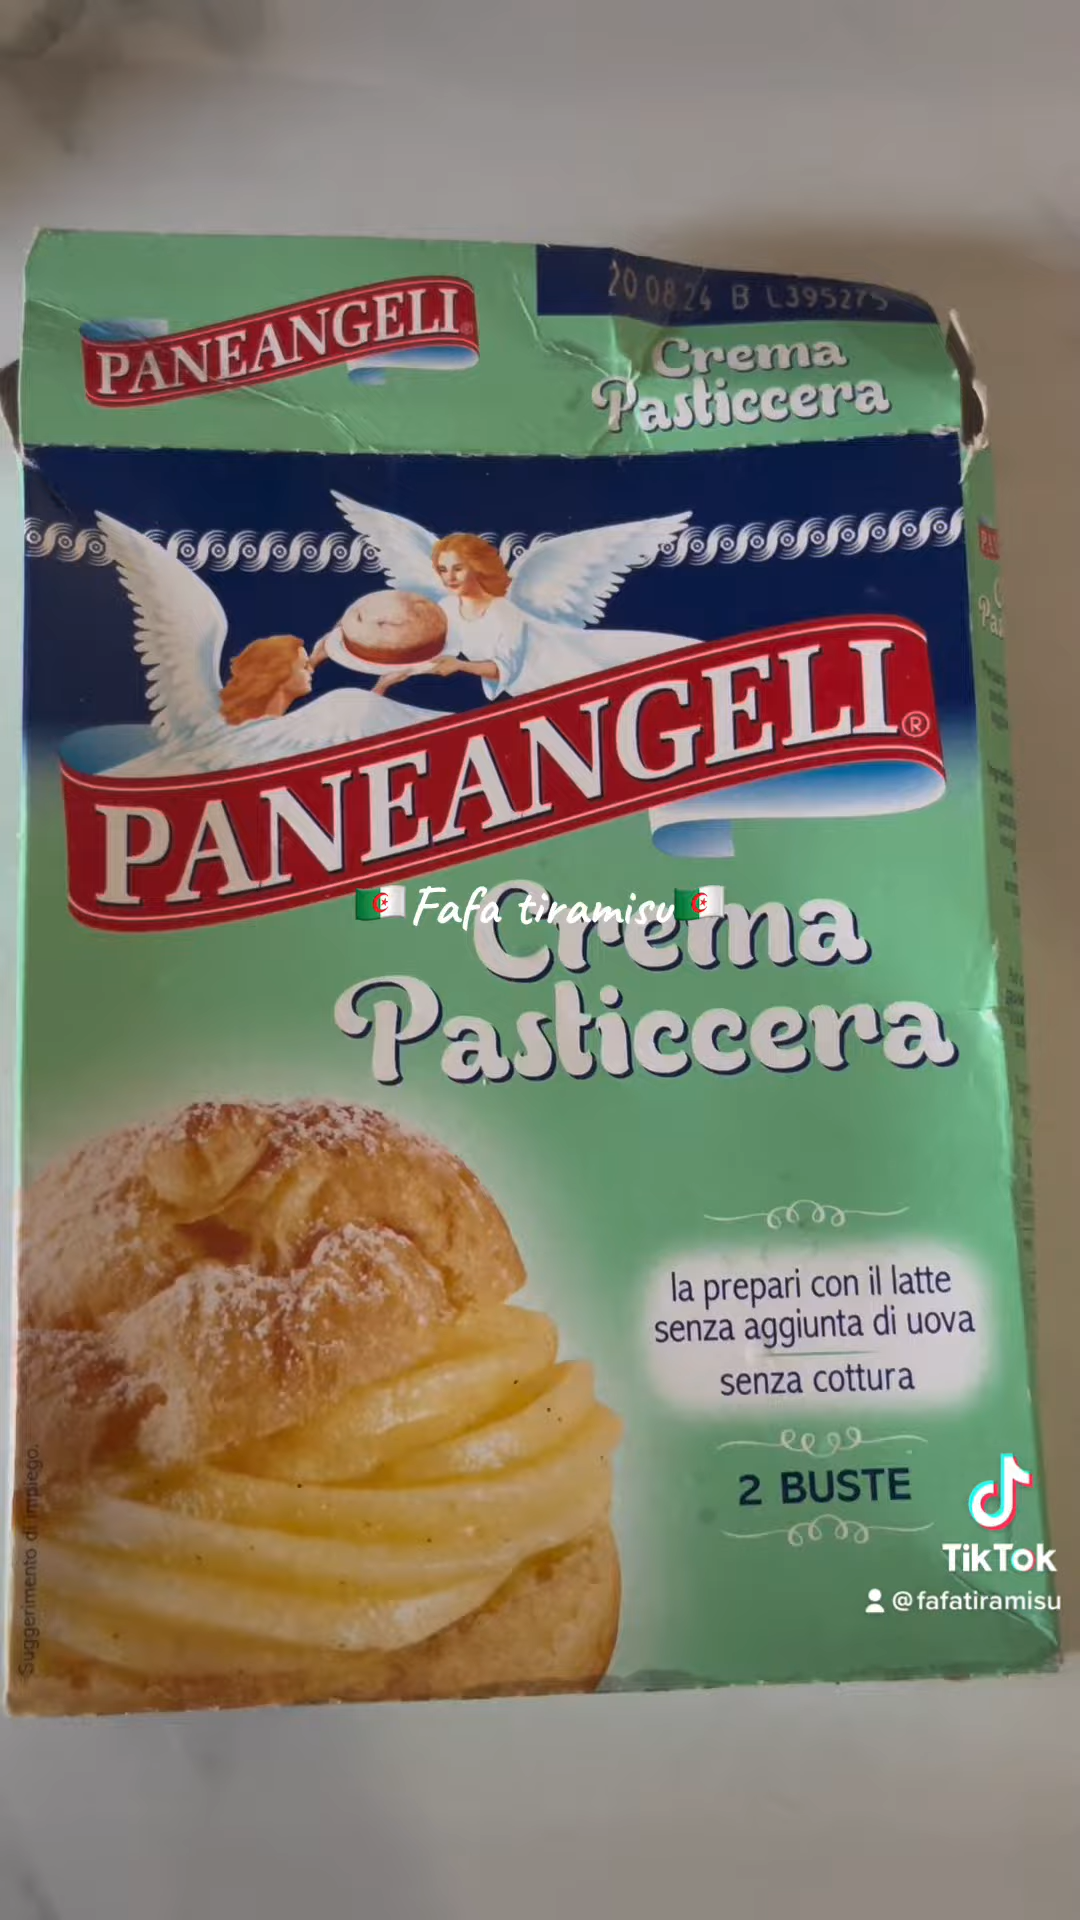 20 08 24 B L395275
PANEANGELI
Crema
Pasticcera
PANEANGELI®
Fafa tiramisu
Crema
Pasticcera
la prepari con il latte
senza aggiunta di uova
senza cottura
2 BUSTE
Suggerimento di impiego.
TikTok
@fafatiramisu